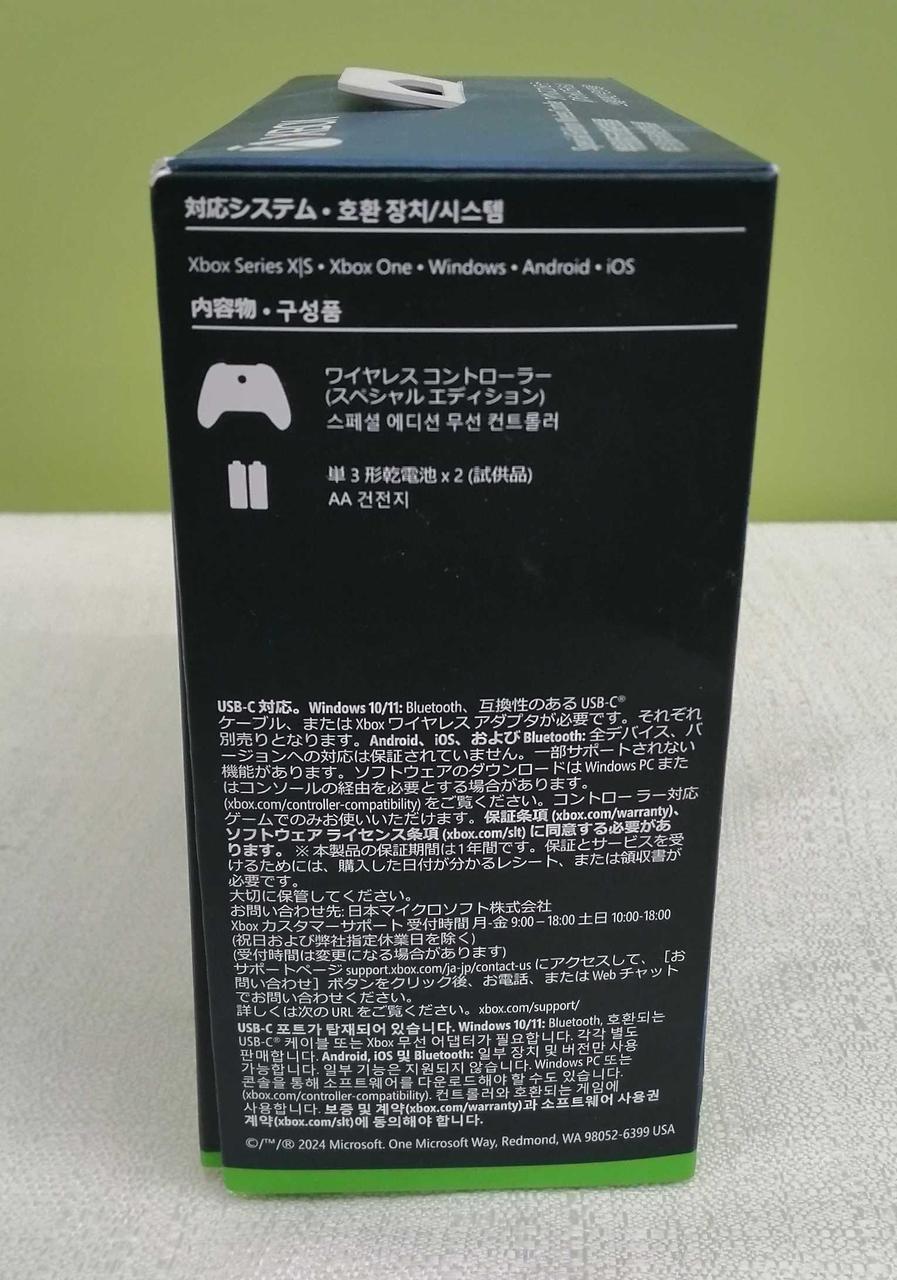 XBOX
対応システム • 호환 장치/시스템
Xbox Series X|S • Xbox One • Windows • Android • iOS
内容物 • 구성품
ワイヤレス コントローラー
(スペシャル エディション)
스페셜 에디션 무선 컨트롤러
単 3 形乾電池 x 2 (試供品)
AA 건전지
USB-C 対応。Windows 10/11: Bluetooth、互換性のある USB-C®
ケーブル、または Xbox ワイヤレス アダプタが必要です。それぞれ
別売りとなります。Android、iOS、および Bluetooth: 全デバイス、バ
ージョンへの対応は保証されていません。一部サポートされない
機能があります。ソフトウェアのダウンロードは Windows PC また
はコンソールの経由を必要とする場合があります。
(xbox.com/controller-compatibility) をご覧ください。コントローラー対応
ゲームでのみお使いいただけます。保証条項 (xbox.com/warranty)、
ソフトウェア ライセンス条項 (xbox.com/slt) に同意する必要があ
ります。 ※ 本製品の保証期間は1年間です。保証とサービスを受
けるためには、購入した日付が分かるレシート、または領収書が
必要です。
大切に保管してください。
お問い合わせ先: 日本マイクロソフト株式会社
Xbox カスタマーサポート 受付時間 月-金 9:00 – 18:00 土日 10:00-18:00
(祝日および弊社指定休業日を除く)
(受付時間は変更になる場合があります)
サポートページ support.xbox.com/ja-jp/contact-us にアクセスして、［お
問い合わせ］ボタンをクリック後、お電話、または Web チャット
でお問い合わせください。
詳しくは次の URL をご覧ください。xbox.com/support/
USB-C 포트가 탑재되어 있습니다. Windows 10/11: Bluetooth, 호환되는
USB-C® 케이블 또는 Xbox 무선 어댑터가 필요합니다. 각각 별도
판매합니다. Android, iOS 및 Bluetooth: 일부 장치 및 버전만 사용
가능합니다. 일부 기능은 지원되지 않습니다. Windows PC 또는
콘솔을 통해 소프트웨어를 다운로드해야 할 수도 있습니다.
(xbox.com/controller-compatibility). 컨트롤러와 호환되는 게임에
사용합니다. 보증 및 계약(xbox.com/warranty)과 소프트웨어 사용권
계약(xbox.com/slt)에 동의해야 합니다.
©/™/® 2024 Microsoft. One Microsoft Way, Redmond, WA 98052-6399 USA